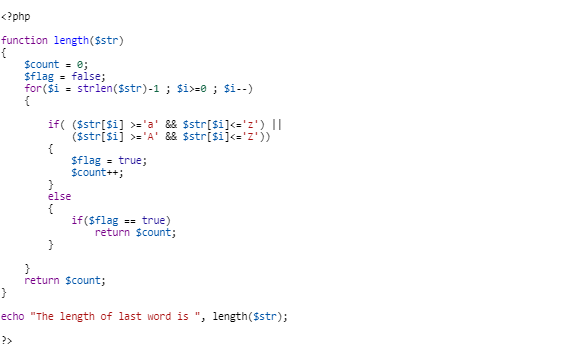 <?php
function length($str)
{
    $count = 0;
    $flag = false;
    for($i = strlen($str)-1 ; $i>=0 ; $i--)
    {
        if( ($str[$i] >='a' && $str[$i]<='z') ||
            ($str[$i] >='A' && $str[$i]<='Z'))
        {
            $flag = true;
            $count++;
        }
        else
        {
            if($flag == true)
                return $count;
        }
    }
    return $count;
}
echo "The length of last word is ", length($str);
?>